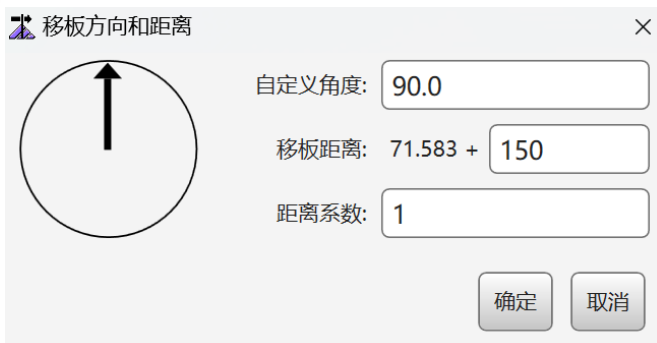 移板方向和距离
自定义角度: 90.0
移板距离: 71.583 + 150
距离系数: 1
确定 取消